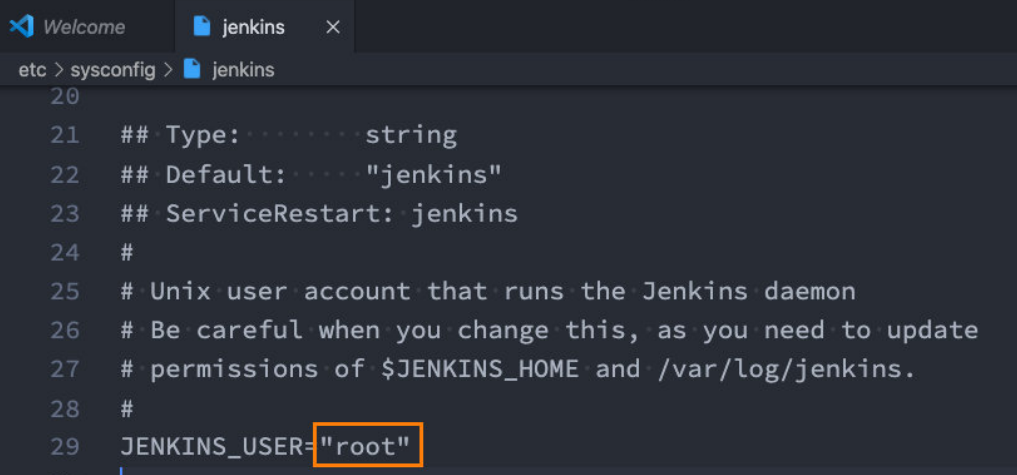 Welcome jenkins ×
etc > sysconfig > jenkins
20
21 ## Type:        string
22 ## Default:     "jenkins"
23 ## ServiceRestart: jenkins
24 #
25 # Unix user account that runs the Jenkins daemon
26 # Be careful when you change this, as you need to update
27 # permissions of $JENKINS_HOME and /var/log/jenkins.
28 #
29 JENKINS_USER="root"